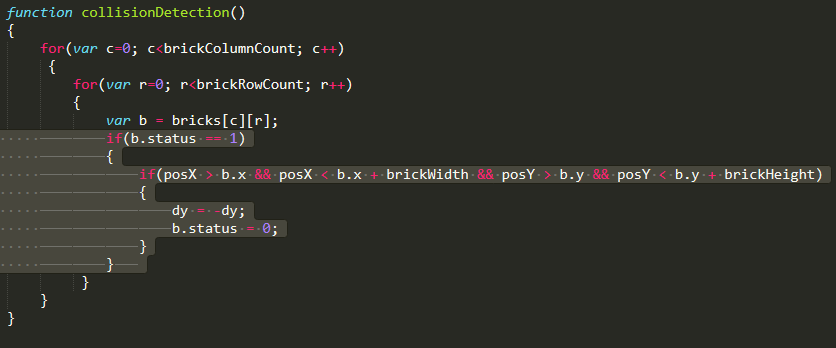 function collisionDetection()
{
    for(var c=0; c<brickColumnCount; c++)
     {
        for(var r=0; r<brickRowCount; r++)
        {
            var b = bricks[c][r];
            if(b.status == 1)
            {
                if(posX > b.x && posX < b.x + brickWidth && posY > b.y && posY < b.y + brickHeight)
                {
                    dy = -dy;
                    b.status = 0;
                }
            }
         }
    }
}